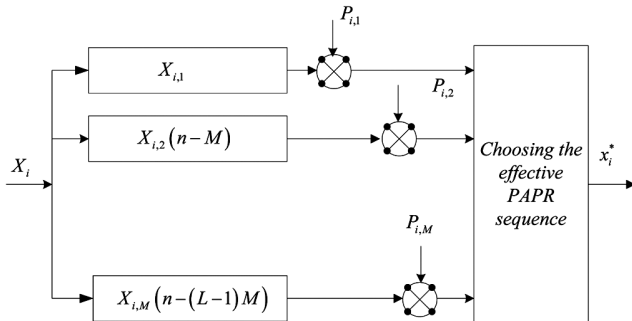 P_{i,1}
X_{i,1}
P_{i,2}
X_{i,2}(n-M)
X_i
Choosing the
effective
PAPR
sequence
x_i^*
P_{i,M}
X_{i,M}(n-(L-1)M)